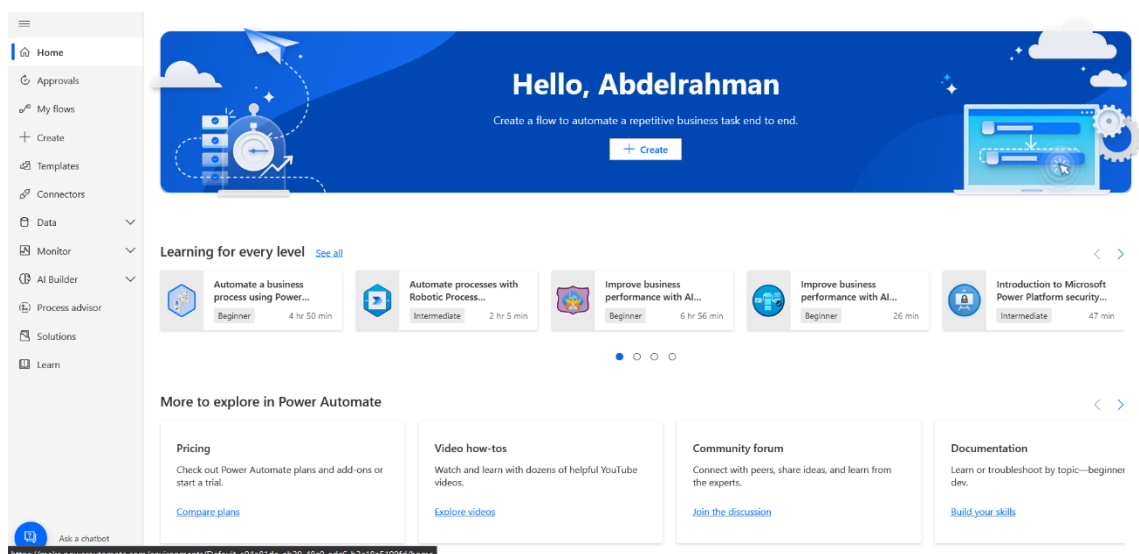 Home
Approvals
My flows
Create
Templates
Connectors
Data
Monitor
AI Builder
Process advisor
Solutions
Learn
Ask a chatbot
Hello, Abdelrahman
Create a flow to automate a repetitive business task end to end.
Create
Learning for every level See all
Automate a business
process using Power...
Beginner 4 hr 50 min
Automate processes with
Robotic Process...
Intermediate 2 hr 5 min
Improve business
performance with AI...
Beginner 6 hr 56 min
Improve business
performance with AI...
Beginner 26 min
Introduction to Microsoft
Power Platform security...
Intermediate 47 min
More to explore in Power Automate
Pricing
Check out Power Automate plans and add-ons or
start a trial.
Compare plans
Video how-tos
Watch and learn with dozens of helpful YouTube
videos.
Explore videos
Community forum
Connect with peers, share ideas, and learn from
the experts.
Join the discussion
Documentation
Learn or troubleshoot by topic—beginner
dev.
Build your skills